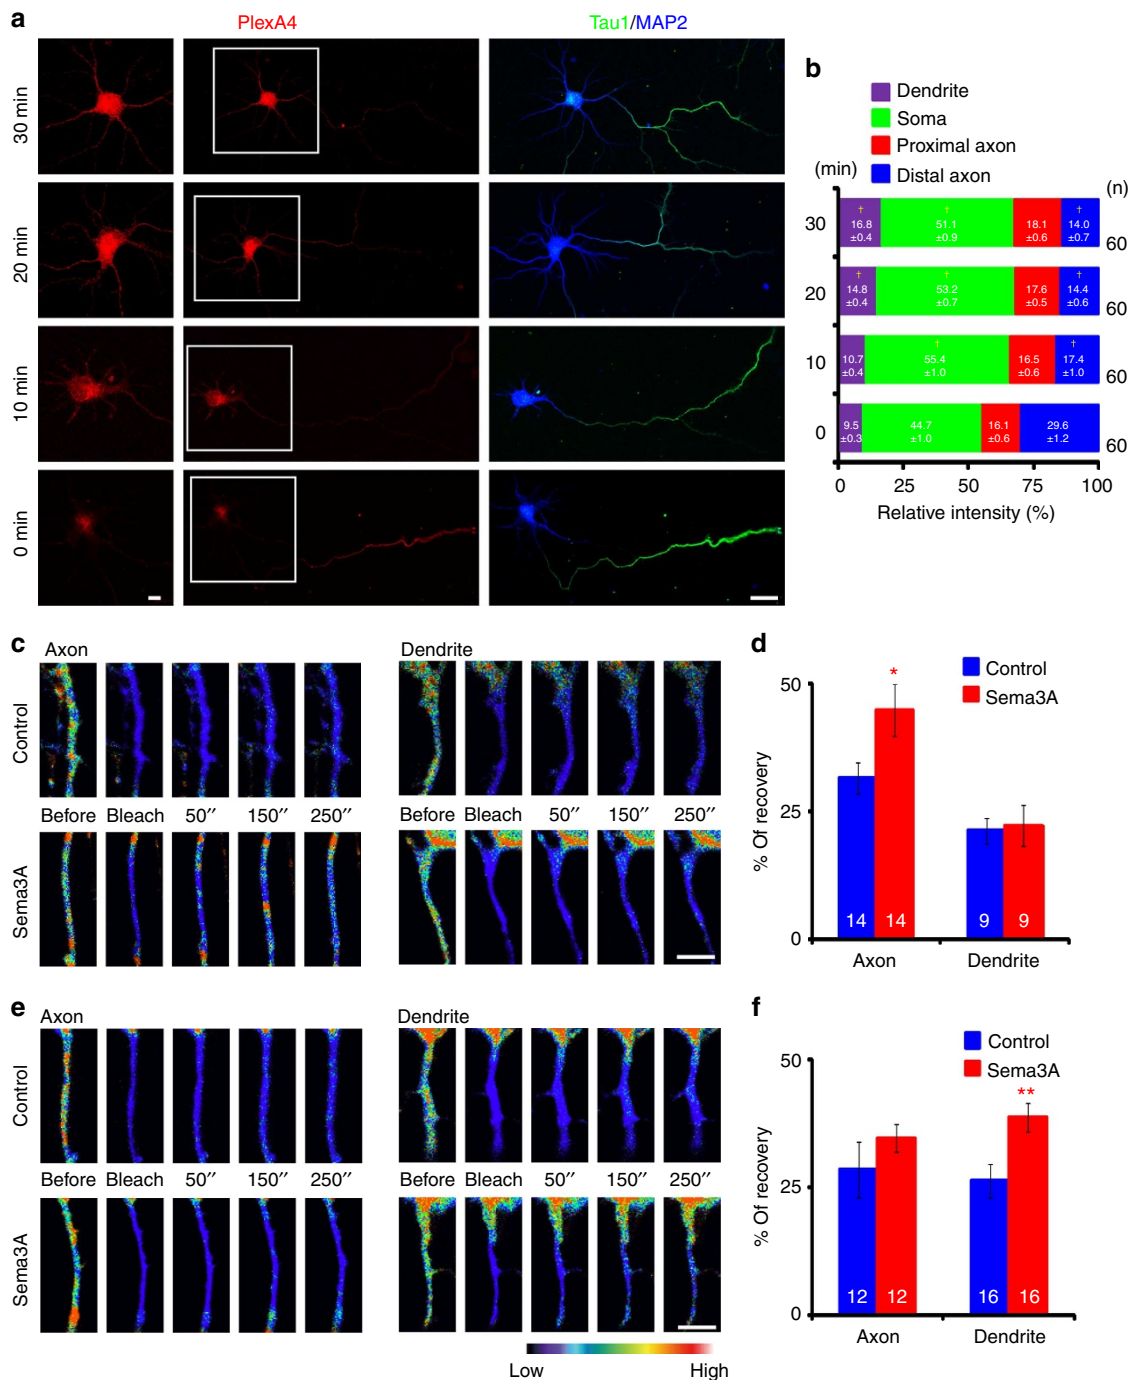 a
PlexA4
Tau1/MAP2
30 min
20 min
10 min
0 min
b
Dendrite
Soma
Proximal axon
Distal axon
(min)
(n)
30
† † †
16.8 51.1 18.1 14.0
±0.4 ±0.9 ±0.6 ±0.7
60
20
† † †
14.8 53.2 17.6 14.4
±0.4 ±0.7 ±0.5 ±0.6
60
10
† †
10.7 55.4 16.5 17.4
±0.4 ±1.0 ±0.6 ±1.0
60
0
9.5 44.7 16.1 29.6
±0.3 ±1.0 ±0.6 ±1.2
60
0 25 50 75 100
Relative intensity (%)
c
Axon
Dendrite
Control
Before Bleach 50″ 150″ 250″
Before Bleach 50″ 150″ 250″
Sema3A
d
Control
Sema3A
*
50
25
0
% Of recovery
14 14 9 9
Axon Dendrite
e
Axon
Dendrite
Control
Before Bleach 50″ 150″ 250″
Before Bleach 50″ 150″ 250″
Sema3A
Low High
f
Control
Sema3A
**
50
25
0
% Of recovery
12 12 16 16
Axon Dendrite